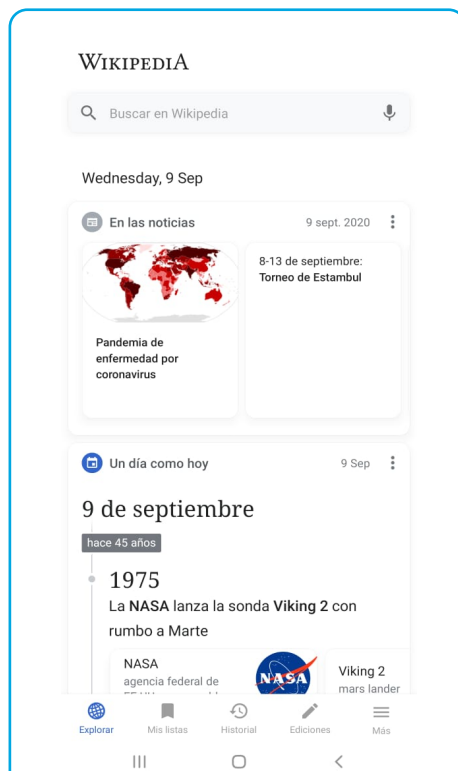 WIKIPEDIA
Buscar en Wikipedia
Wednesday, 9 Sep
En las noticias 9 sept. 2020
Pandemia de
enfermedad por
coronavirus
8-13 de septiembre:
Torneo de Estambul
Un día como hoy 9 Sep
9 de septiembre
hace 45 años
1975
La NASA lanza la sonda Viking 2 con
rumbo a Marte
NASA
agencia federal de
NASA
Viking 2
mars lander
Explorar Mis listas Historial Ediciones Más